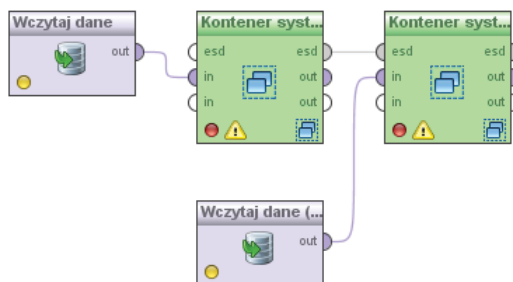 Wczytaj dane
out
Kontener syst...
esd esd
in out
in out
Kontener syst...
esd esd
in out
in out
Wczytaj dane (...
out